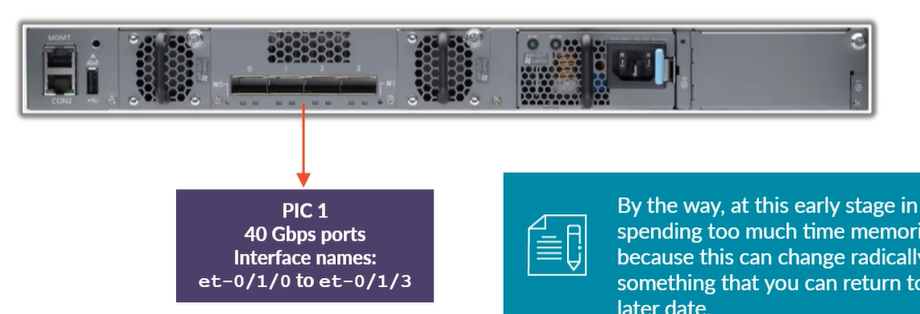 MGMT
CON2
0 1 2 3
PIC 1
40 Gbps ports
Interface names:
et-0/1/0 to et-0/1/3
By the way, at this early stage in
spending too much time memori
because this can change radically
something that you can return to
later date.